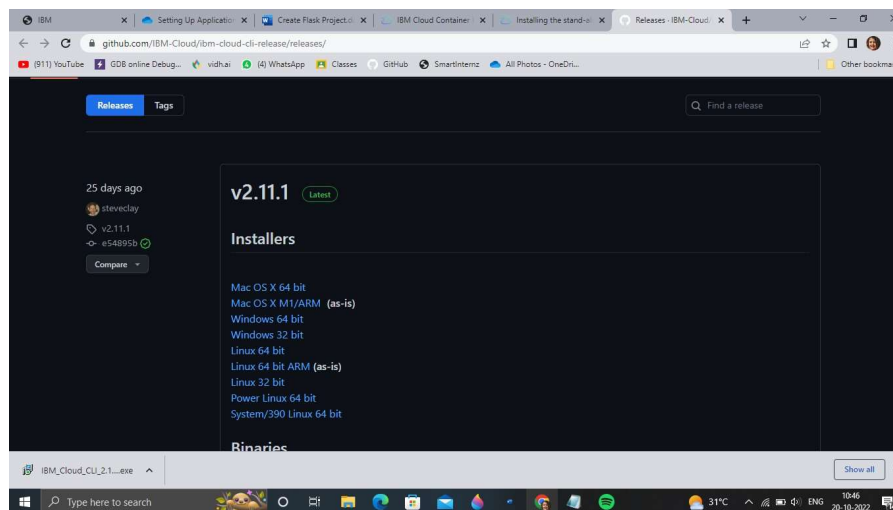 IBM
Setting Up Application
Create Flask Project.d
IBM Cloud Container
Installing the stand-al
Releases · IBM-Cloud/
github.com/IBM-Cloud/ibm-cloud-cli-release/releases/
(911) YouTube
GDB online Debug...
vidhai
(4) WhatsApp
Classes
GitHub
SmartInternz
All Photos - OneDri...
Other bookma
Releases
Tags
Find a release
25 days ago
steveclay
v2.11.1
e54895b
Compare
v2.11.1 Latest
Installers
Mac OS X 64 bit
Mac OS X M1/ARM (as-is)
Windows 64 bit
Windows 32 bit
Linux 64 bit
Linux 64 bit ARM (as-is)
Linux 32 bit
Power Linux 64 bit
System/390 Linux 64 bit
Binaries
IBM_Cloud_CLI_2.1....exe
Show all
Type here to search
31°C
ENG
10:46
20-10-2022